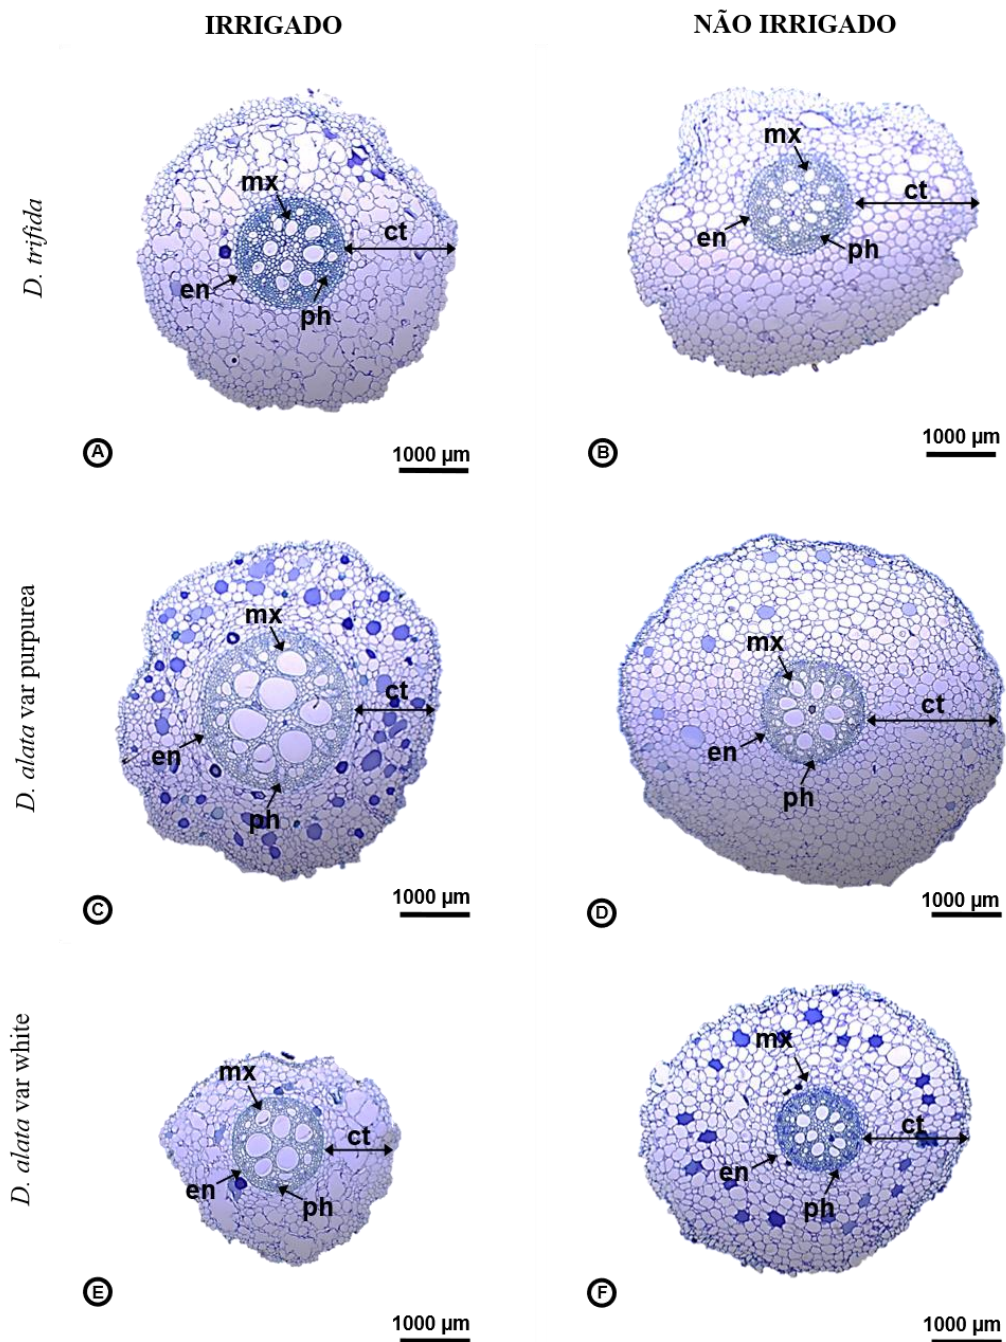 IRRIGADO
NÃO IRRIGADO
D. trifida
mx
ct
en
ph
A
1000 µm
mx
ct
en
ph
B
1000 µm
D. alata var purpurea
mx
ct
en
ph
C
1000 µm
mx
ct
en
ph
D
1000 µm
D. alata var white
mx
ct
en
ph
E
1000 µm
mx
ct
en
ph
F
1000 µm